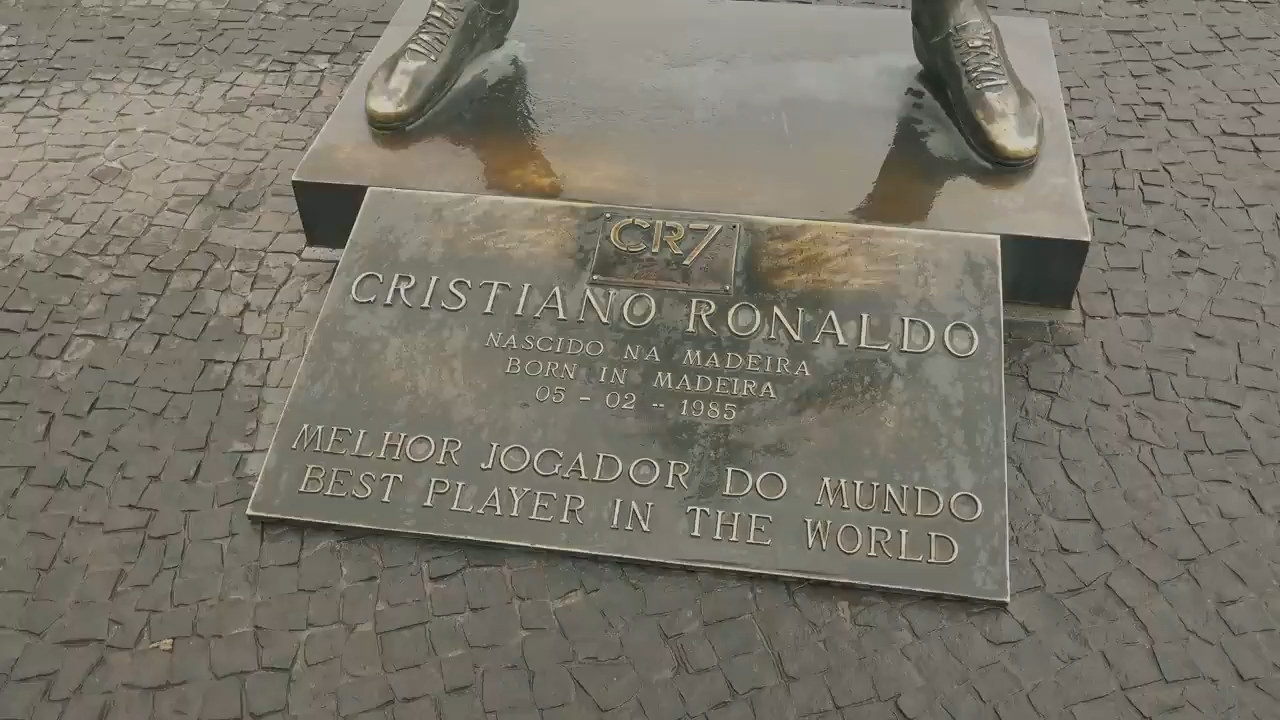 CR7
CRISTIANO RONALDO
NASCIDO NA MADEIRA
BORN IN MADEIRA
05 - 02 - 1985
MELHOR JOGADOR DO MUNDO
BEST PLAYER IN THE WORLD